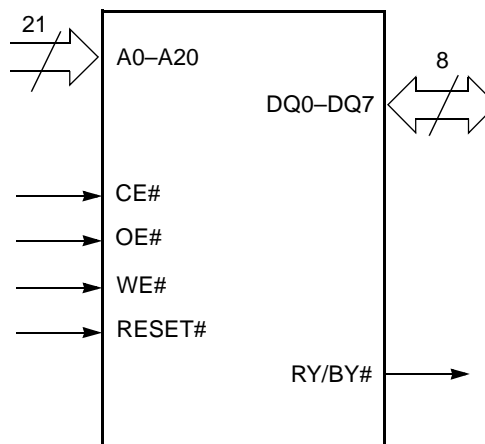 21
A0–A20
8
DQ0–DQ7
CE#
OE#
WE#
RESET#
RY/BY#